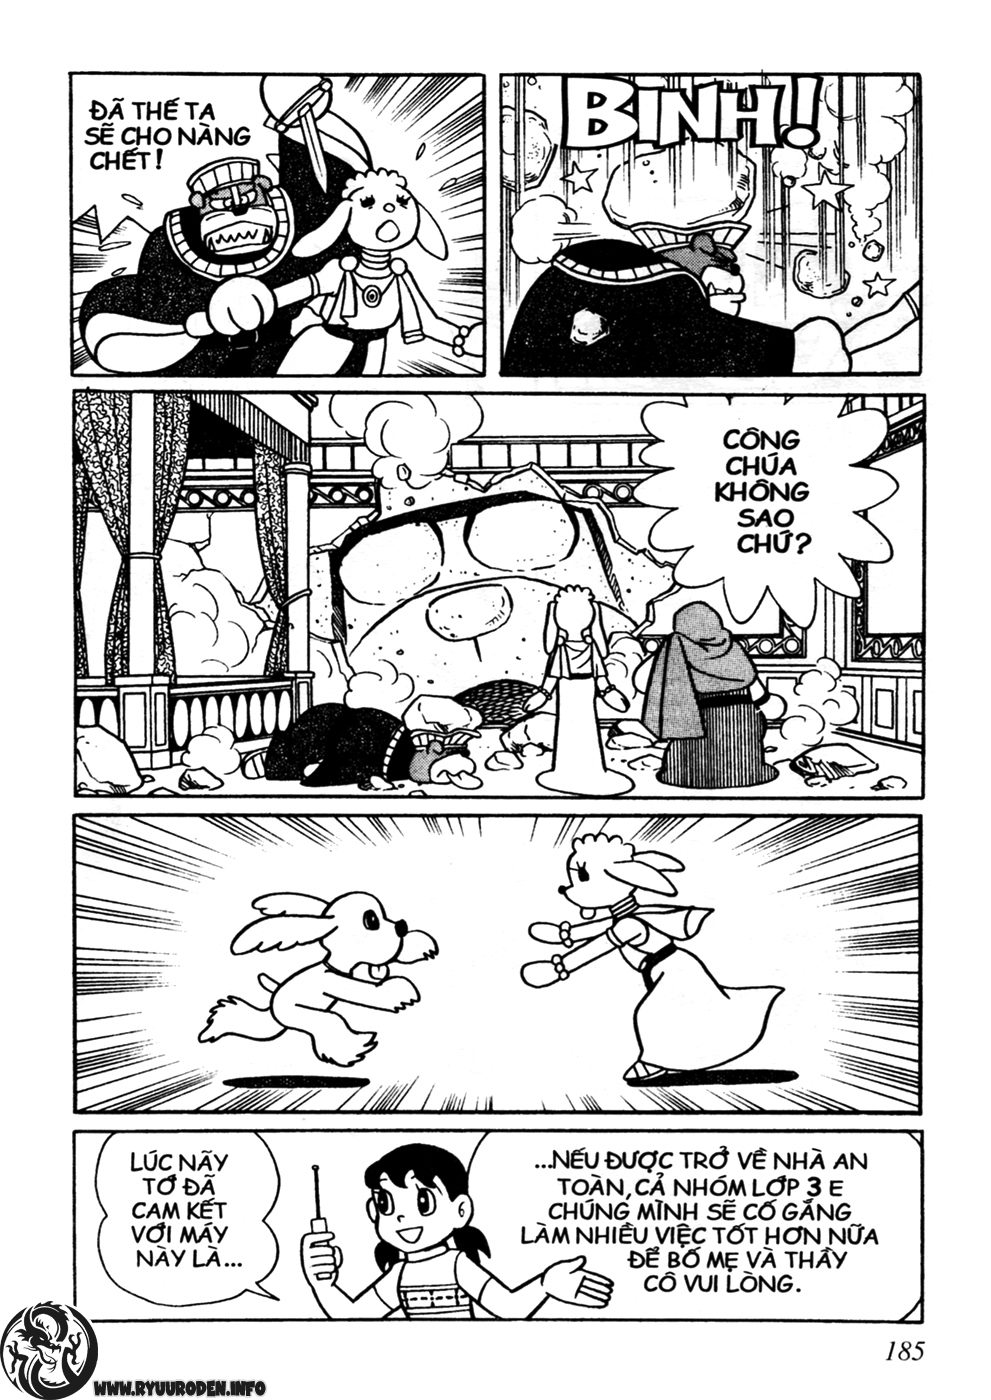 ĐÃ THẾ TA
SẼ CHO NÀNG
CHẾT!
BINH!
CÔNG
CHÚA
KHÔNG
SAO
CHỨ?
LÚC NÃY
TỚ ĐÃ
CAM KẾT
VỚI MÁY
NÀY LÀ...
...NẾU ĐƯỢC TRỞ VỀ NHÀ AN
TOÀN, CẢ NHÓM LỚP 3 E
CHÚNG MÌNH SẼ CỐ GẮNG
LÀM NHIỀU VIỆC TỐT HƠN NỮA
ĐỂ BỐ MẸ VÀ THẦY
CÔ VUI LÒNG.
185
WWW.RYUURODEN.INFO